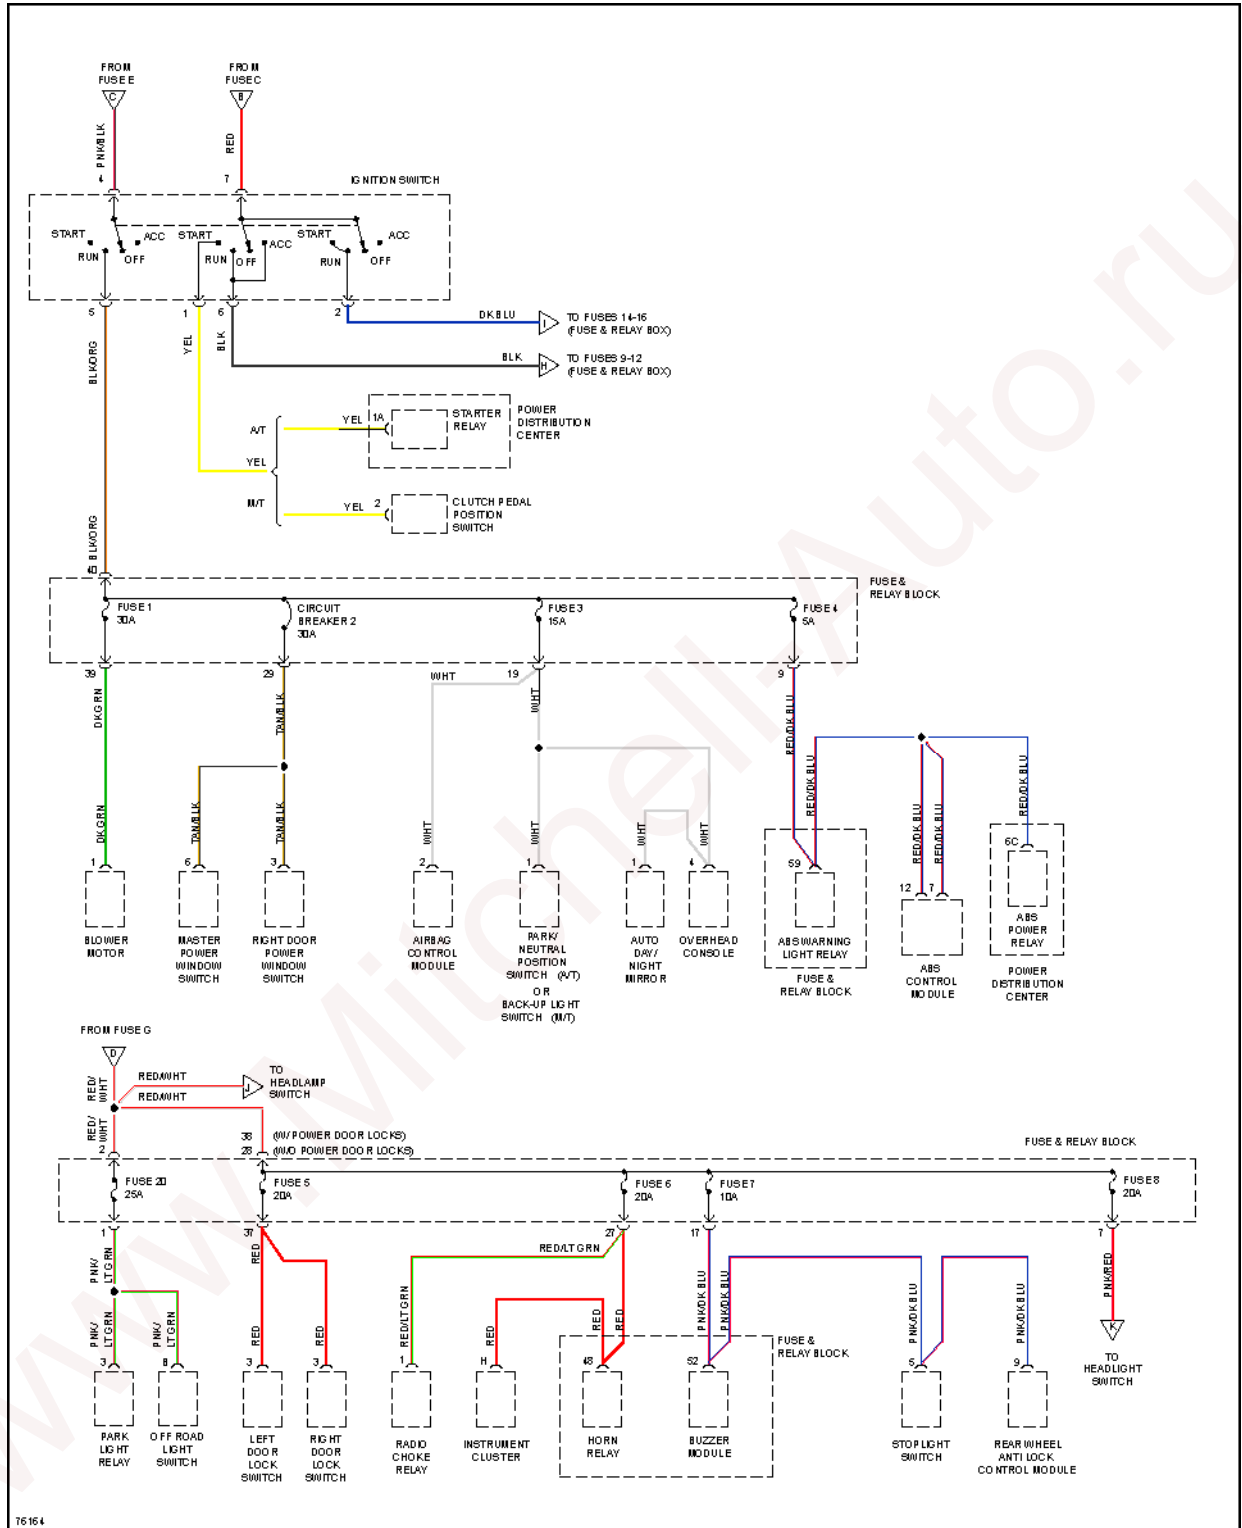 FROM
FUSE E
FROM
FUSE C
C
B
PNK/BLK
RED
4
7
IGNITION SWITCH
START
ACC
START
ACC
START
ACC
RUN
OFF
RUN
OFF
RUN
OFF
5
1
6
2
BLK/ORG
YEL
BLK
DK BLU
I
TO FUSES 14-16
(FUSE & RELAY BOX)
BLK
H
TO FUSES 9-12
(FUSE & RELAY BOX)
A/T
YEL
1A
STARTER
RELAY
POWER
DISTRIBUTION
CENTER
YEL
M/T
YEL
2
CLUTCH PEDAL
POSITION
SWITCH
BLK/ORG
40
FUSE &
RELAY BLOCK
FUSE 1
30A
CIRCUIT
BREAKER 2
30A
FUSE 3
15A
FUSE 4
5A
39
29
WHT
19
9
DK GRN
TAN/BLK
WHT
RED/DK BLU
RED/DK BLU
RED/DK BLU
DK GRN
TAN/BLK
TAN/BLK
WHT
WHT
WHT
WHT
RED/DK BLU
RED/DK BLU
1
6
3
2
1
1
4
59
12
7
6C
BLOWER
MOTOR
MASTER
POWER
WINDOW
SWITCH
RIGHT DOOR
POWER
WINDOW
SWITCH
AIRBAG
CONTROL
MODULE
PARK/
NEUTRAL
POSITION
SWITCH (A/T)
OR
BACK-UP LIGHT
SWITCH (M/T)
AUTO
DAY/
NIGHT
MIRROR
OVERHEAD
CONSOLE
ABS WARNING
LIGHT RELAY
FUSE &
RELAY BLOCK
ABS
CONTROL
MODULE
ABS
POWER
RELAY
POWER
DISTRIBUTION
CENTER
FROM FUSE G
D
RED/
WHT
RED/WHT
J
TO
HEADLAMP
SWITCH
RED/WHT
RED/
WHT
2
38 (W/ POWER DOOR LOCKS)
28 (W/O POWER DOOR LOCKS)
FUSE & RELAY BLOCK
FUSE 20
25A
FUSE 5
20A
FUSE 6
20A
FUSE 7
10A
FUSE 8
20A
1
37
27
17
7
PNK/
LT GRN
RED
RED/LT GRN
PNK/DK BLU
PNK/DK BLU
PNK/RED
PNK/
LT GRN
PNK/
LT GRN
RED
RED
RED/LT GRN
RED
RED
RED
PNK/DK BLU
PNK/DK BLU
K
TO
HEADLIGHT
SWITCH
3
8
3
3
1
H
48
52
FUSE &
RELAY BLOCK
5
9
PARK
LIGHT
RELAY
OFF ROAD
LIGHT
SWITCH
LEFT
DOOR
LOCK
SWITCH
RIGHT
DOOR
LOCK
SWITCH
RADIO
CHOKE
RELAY
INSTRUMENT
CLUSTER
HORN
RELAY
BUZZER
MODULE
STOPLIGHT
SWITCH
REAR WHEEL
ANTI LOCK
CONTROL MODULE
76164
www.Mitchell-Auto.ru